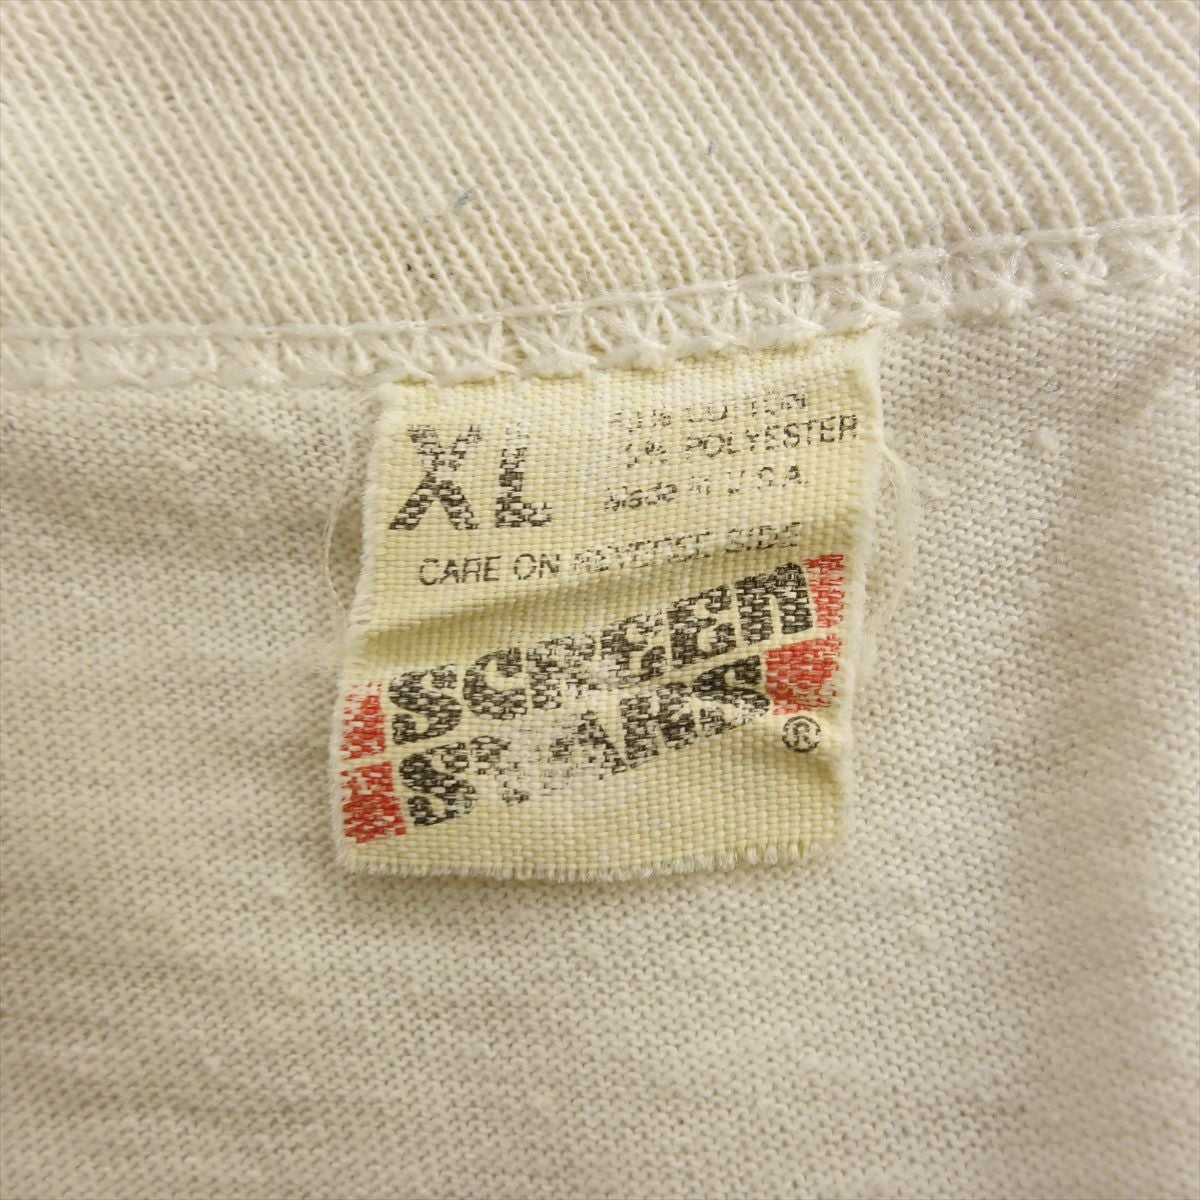 XL
% COTTON
% POLYESTER
Made in U.S.A
CARE ON REVERSE SIDE
SCREEN
STARS
®